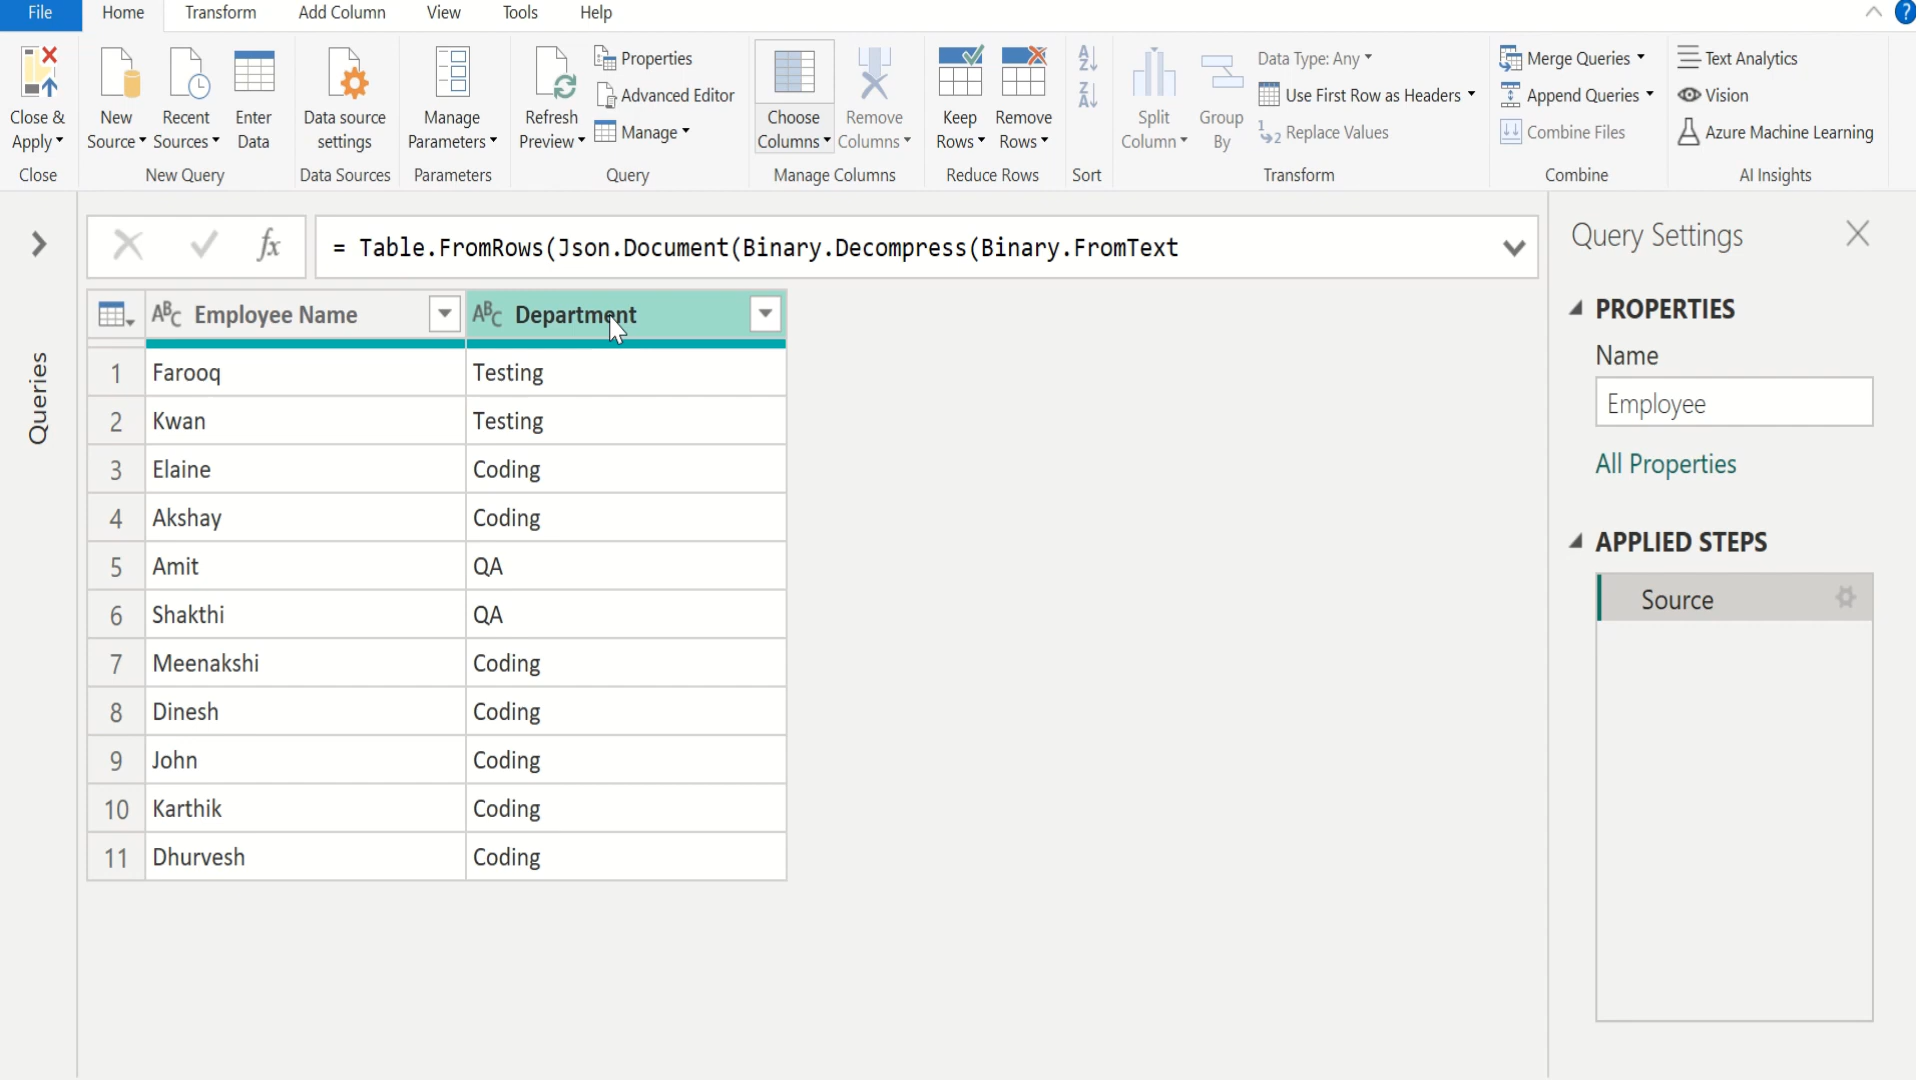 File Home Transform Add Column View Tools Help ?
Close & Apply
New Source
Recent Sources
Enter Data
Data source settings
Manage Parameters
Refresh Preview
Properties
Advanced Editor
Manage
Choose Columns
Remove Columns
Keep Rows
Remove Rows
A Z
Z A
Split Column
Group By
Data Type: Any
Use First Row as Headers
1 2 Replace Values
Merge Queries
Append Queries
Combine Files
Text Analytics
Vision
Azure Machine Learning
Close New Query Data Sources Parameters Query Manage Columns Reduce Rows Sort Transform Combine AI Insights
fx = Table.FromRows(Json.Document(Binary.Decompress(Binary.FromText
Queries
ABC Employee Name ABC Department
1 Farooq Testing
2 Kwan Testing
3 Elaine Coding
4 Akshay Coding
5 Amit QA
6 Shakthi QA
7 Meenakshi Coding
8 Dinesh Coding
9 John Coding
10 Karthik Coding
11 Dhurvesh Coding
Query Settings
PROPERTIES
Name
Employee
All Properties
APPLIED STEPS
Source